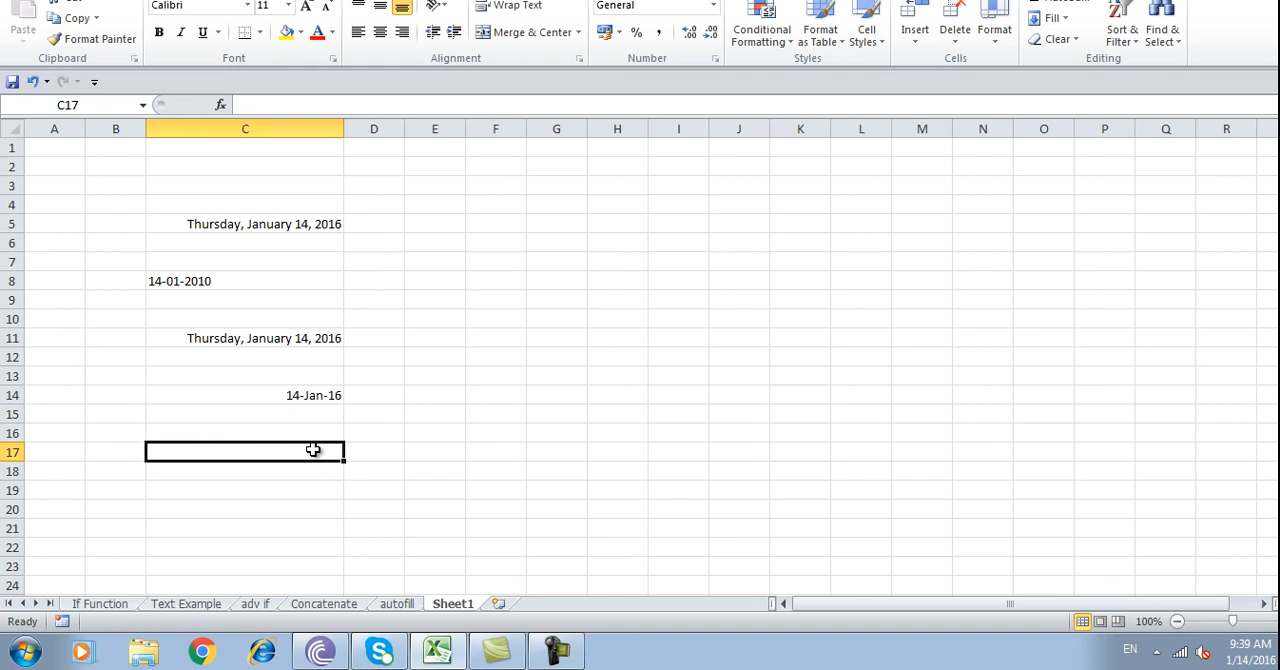 Paste
Copy
Format Painter
Clipboard
Calibri
11
A
B I U
A
Font
Wrap Text
Merge & Center
Alignment
General
% ,
Number
Conditional Formatting
Format as Table
Cell Styles
Styles
Insert
Delete
Format
Cells
Fill
Clear
Sort & Filter
Find & Select
Editing
C17
fx
A B C D E F G H I J K L M N O P Q R
1
2
3
4
5 Thursday, January 14, 2016
6
7
8 14-01-2010
9
10
11 Thursday, January 14, 2016
12
13
14 14-Jan-16
15
16
17
18
19
20
21
22
23
24
If Function Text Example adv if Concatenate autofill Sheet1
Ready
100%
EN
9:39 AM
1/14/2016